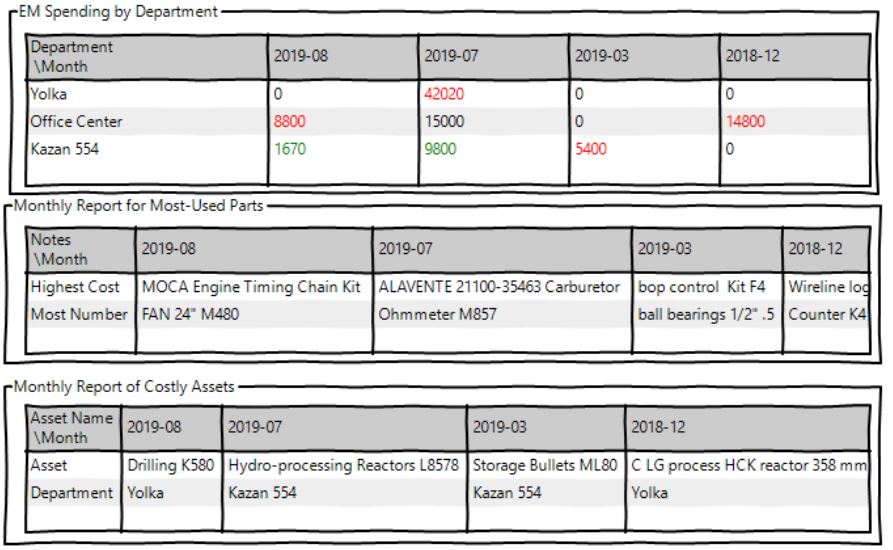 EM Spending by Department
Department \Month 2019-08 2019-07 2019-03 2018-12
Yolka 0 42020 0 0
Office Center 8800 15000 0 14800
Kazan 554 1670 9800 5400 0
Monthly Report for Most-Used Parts
Notes \Month 2019-08 2019-07 2019-03 2018-12
Highest Cost MOCA Engine Timing Chain Kit ALAVENTE 21100-35463 Carburetor bop control Kit F4 Wireline log
Most Number FAN 24" M480 Ohmmeter M857 ball bearings 1/2" .5 Counter K4
Monthly Report of Costly Assets
Asset Name \Month 2019-08 2019-07 2019-03 2018-12
Asset Drilling K580 Hydro-processing Reactors L8578 Storage Bullets ML80 C LG process HCK reactor 358 mm
Department Yolka Kazan 554 Kazan 554 Yolka